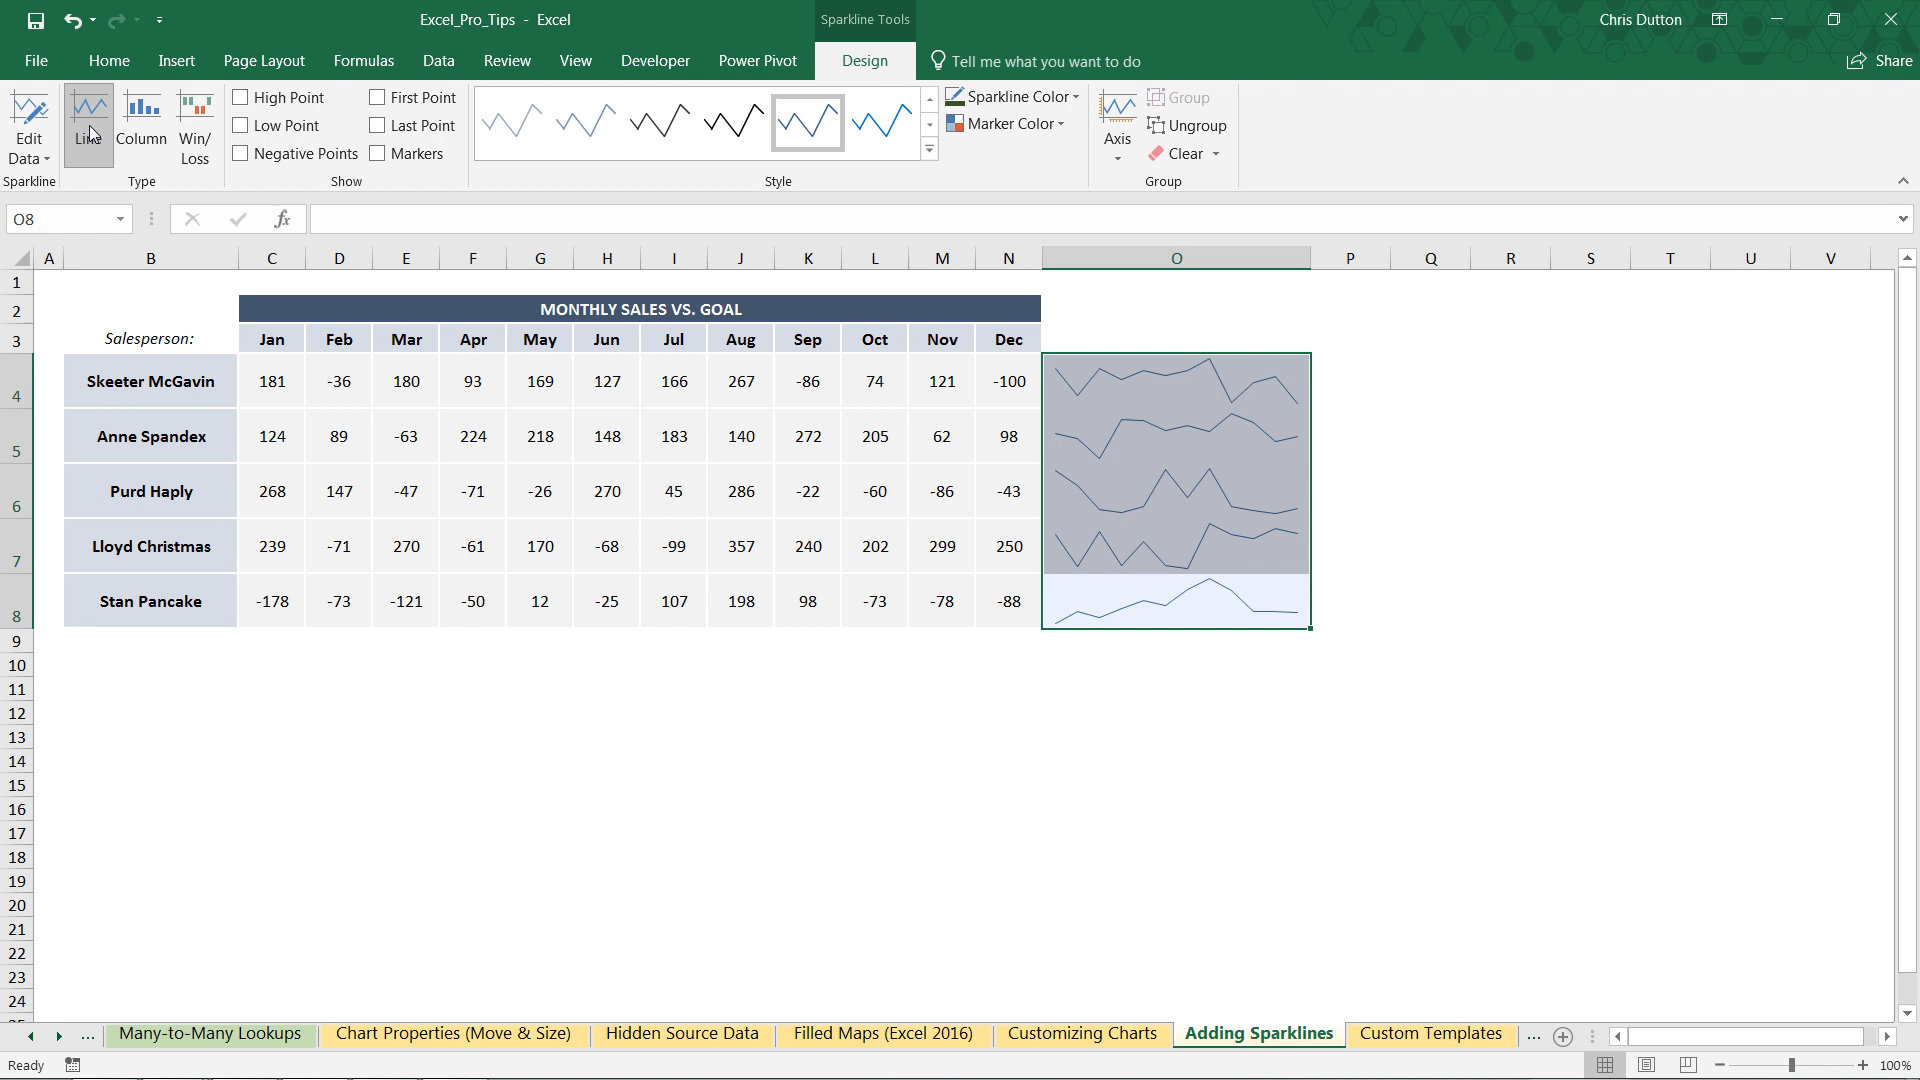 Excel_Pro_Tips - Excel
Sparkline Tools
Chris Dutton
File Home Insert Page Layout Formulas Data Review View Developer Power Pivot Design Tell me what you want to do Share
Edit Data
Line
Column
Win/ Loss
High Point First Point
Low Point Last Point
Negative Points Markers
Sparkline Color
Marker Color
Axis
Group
Ungroup
Clear
Sparkline Type Show Style Group
O8 fx
A B C D E F G H I J K L M N O P Q R S T U V
1
2 MONTHLY SALES VS. GOAL
3 Salesperson: Jan Feb Mar Apr May Jun Jul Aug Sep Oct Nov Dec
4 Skeeter McGavin 181 -36 180 93 169 127 166 267 -86 74 121 -100
5 Anne Spandex 124 89 -63 224 218 148 183 140 272 205 62 98
6 Purd Haply 268 147 -47 -71 -26 270 45 286 -22 -60 -86 -43
7 Lloyd Christmas 239 -71 270 -61 170 -68 -99 357 240 202 299 250
8 Stan Pancake -178 -73 -121 -50 12 -25 107 198 98 -73 -78 -88
9
10
11
12
13
14
15
16
17
18
19
20
21
22
23
24
... Many-to-Many Lookups Chart Properties (Move & Size) Hidden Source Data Filled Maps (Excel 2016) Customizing Charts Adding Sparklines Custom Templates ...
Ready 100%